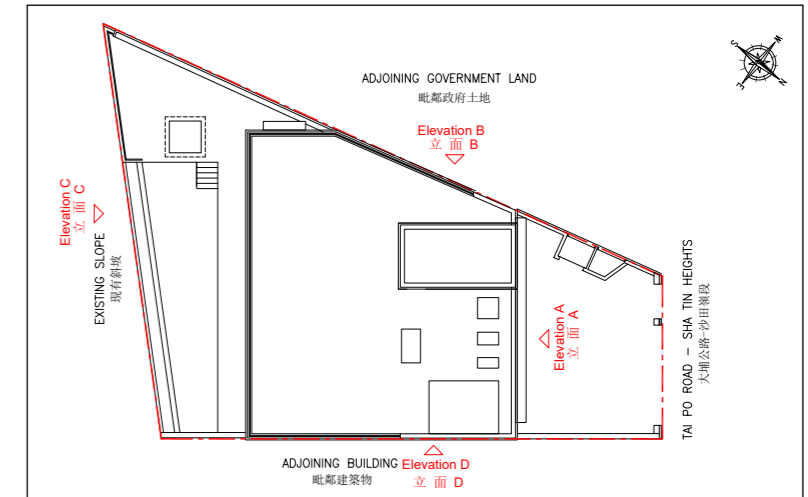 ADJOINING GOVERNMENT LAND
毗鄰政府土地
S
W
E
N
Elevation B
立 面 B
Elevation C
立 面 C
EXISTING SLOPE
現有斜坡
Elevation A
立 面 A
TAI PO ROAD – SHA TIN HEIGHTS
大埔公路-沙田嶺段
ADJOINING BUILDING
毗鄰建築物
Elevation D
立 面 D